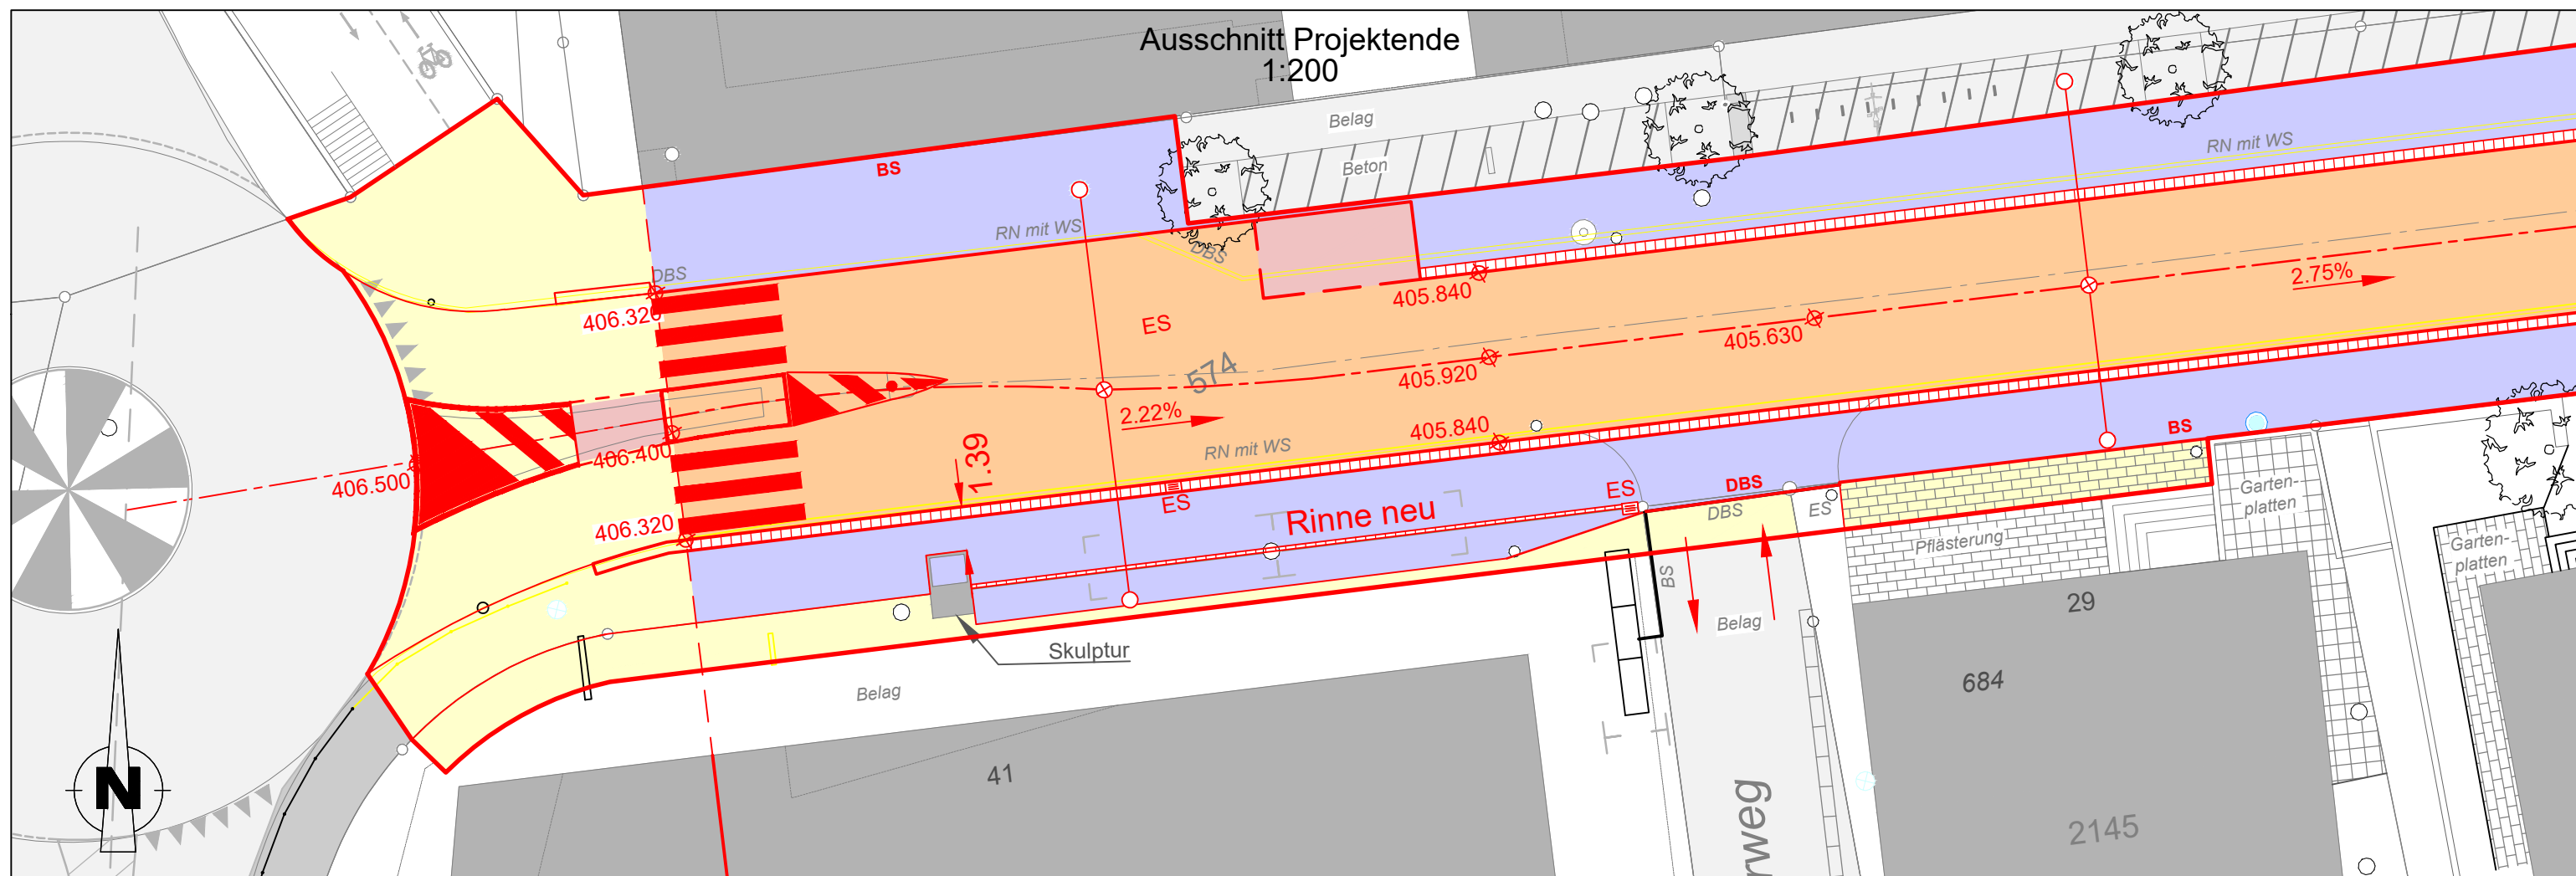 Ausschnitt Projektende
1:200
Belag
Beton
BS
RN mit WS
RN mit WS
DBS
DBS
406.320
405.840
2.75%
ES
574
405.630
405.920
2.22%
405.840
406.400
406.500
1.39
RN mit WS
BS
406.320
ES
ES
Rinne neu
DBS
DBS
ES
Garten-
platten
Pflästerung
Garten-
platten
BS
Skulptur
Belag
Belag
29
684
41
N
rweg
2145